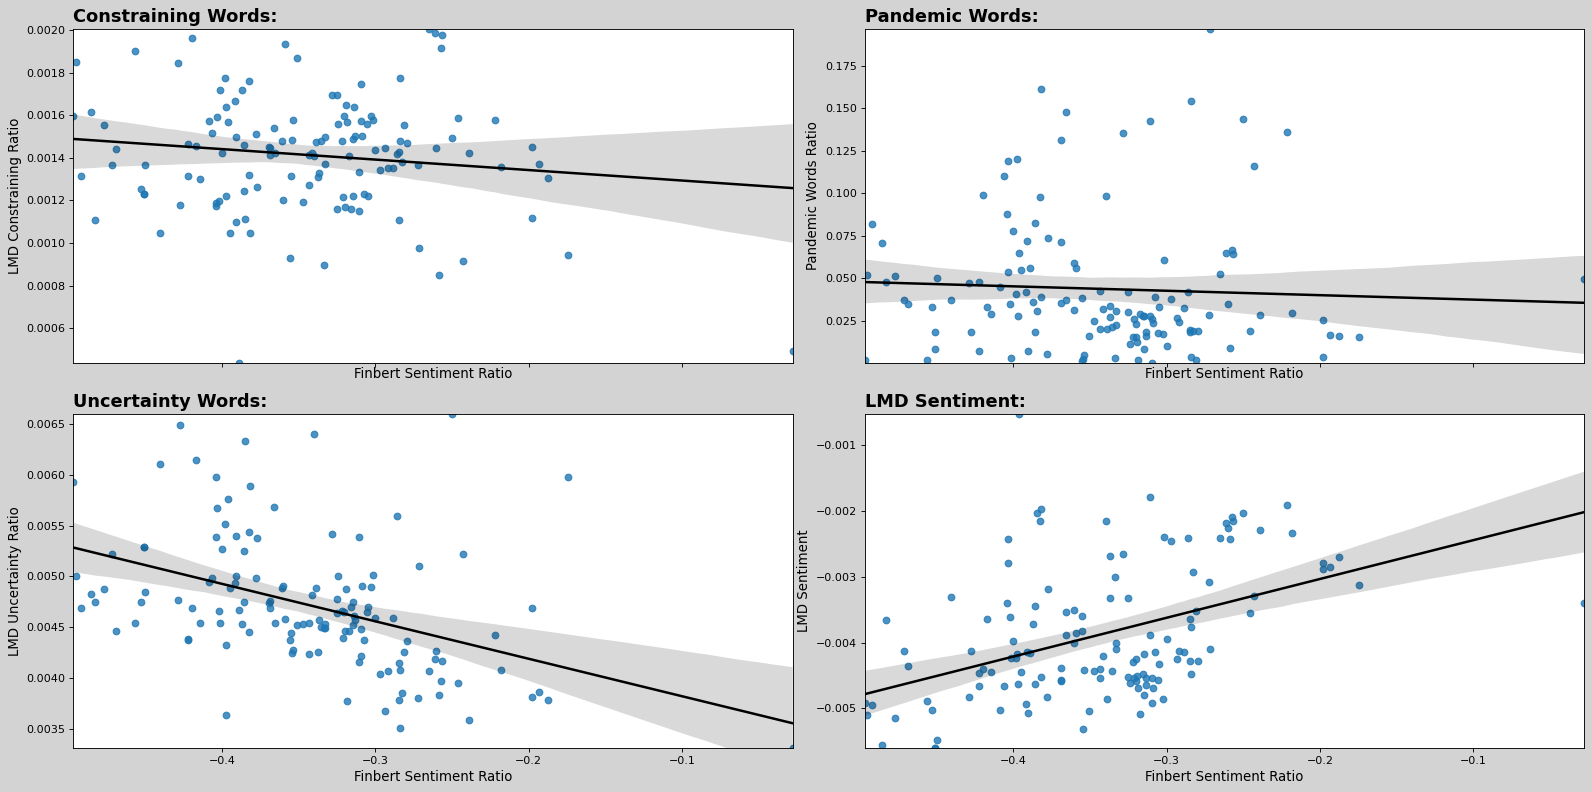 Constraining Words:
LMD Constraining Ratio
0.0020
0.0018
0.0016
0.0014
0.0012
0.0010
0.0008
0.0006
Finbert Sentiment Ratio
Pandemic Words:
Pandemic Words Ratio
0.175
0.150
0.125
0.100
0.075
0.050
0.025
Finbert Sentiment Ratio
Uncertainty Words:
LMD Uncertainty Ratio
0.0065
0.0060
0.0055
0.0050
0.0045
0.0040
0.0035
−0.4 −0.3 −0.2 −0.1
Finbert Sentiment Ratio
LMD Sentiment:
LMD Sentiment
−0.001
−0.002
−0.003
−0.004
−0.005
−0.4 −0.3 −0.2 −0.1
Finbert Sentiment Ratio